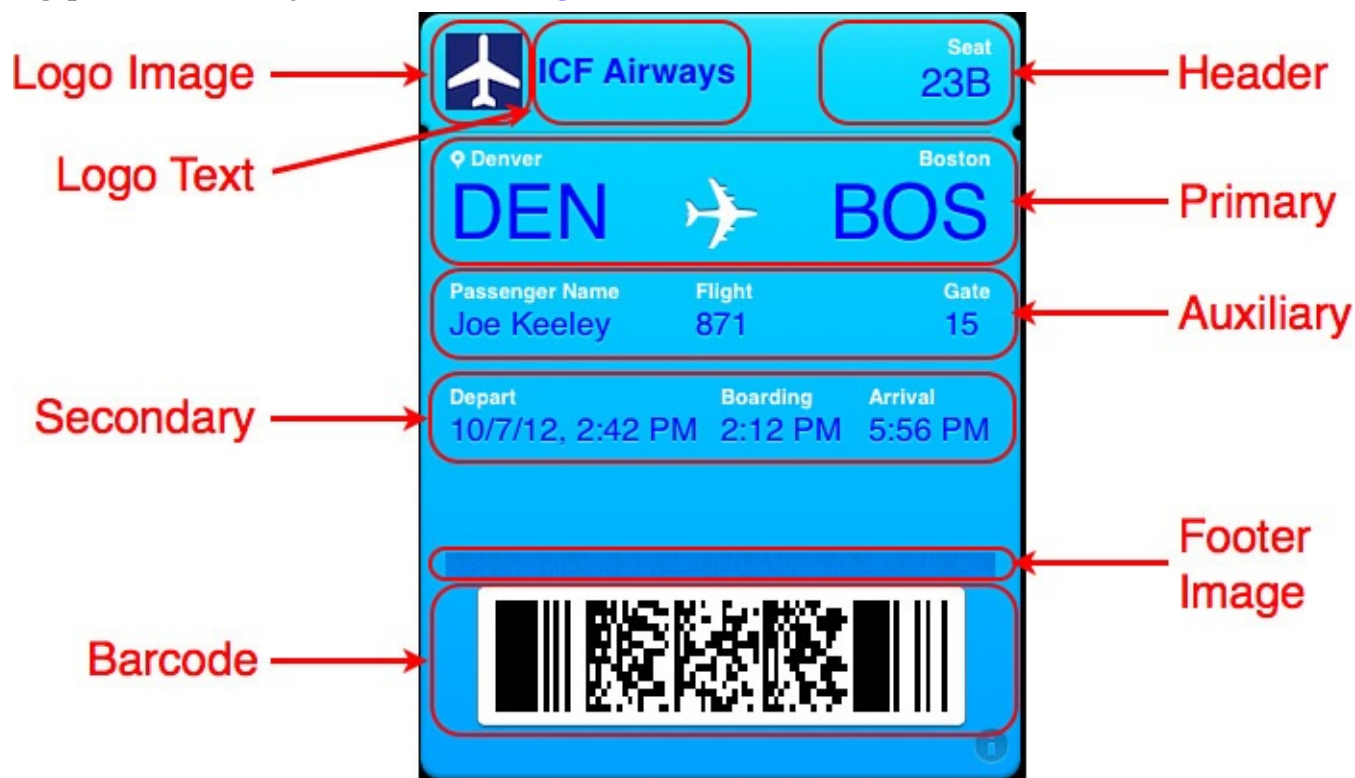 Logo Image
ICF Airways
Seat
23B
Header
Logo Text
Denver
Boston
DEN
BOS
Primary
Passenger Name Flight Gate
Joe Keeley 871 15
Auxiliary
Secondary
Depart Boarding Arrival
10/7/12, 2:42 PM 2:12 PM 5:56 PM
Footer
Image
Barcode